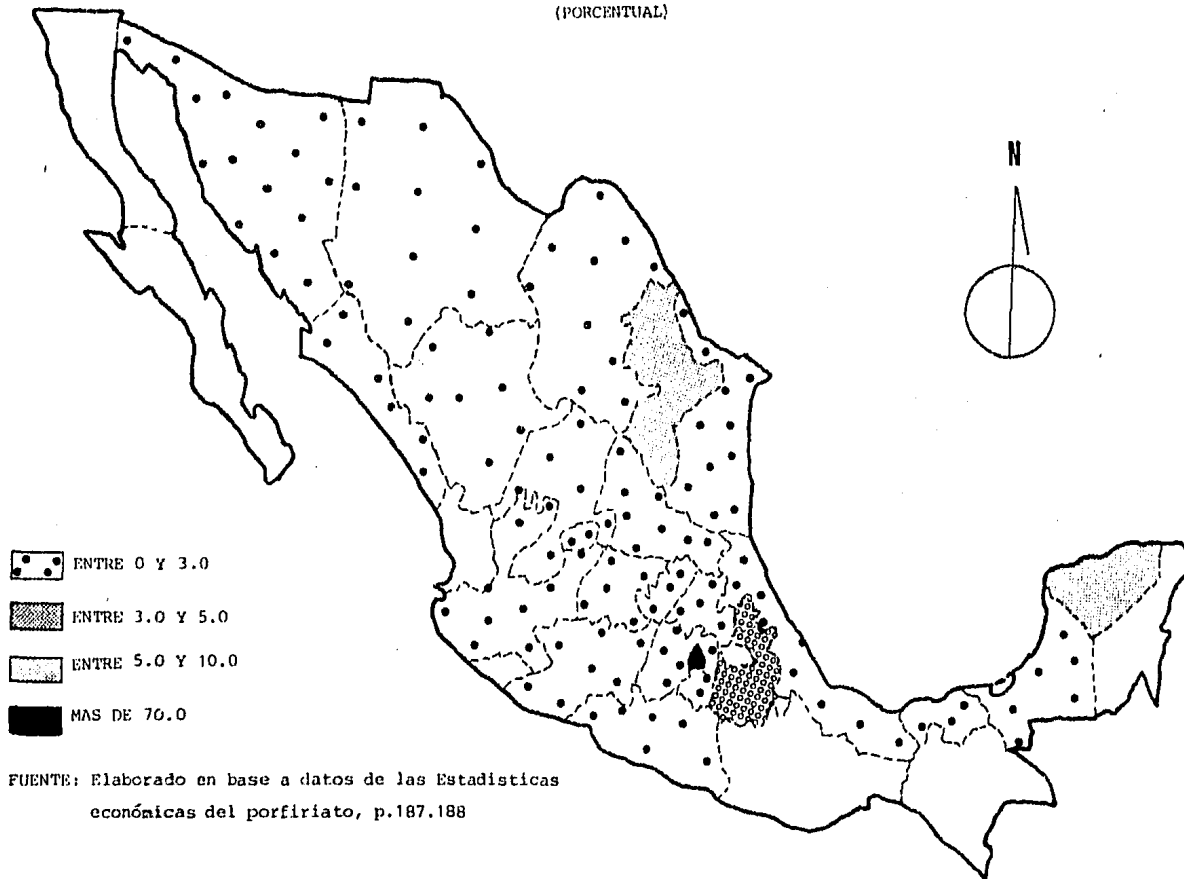 (PORCENTUAL)
N
ENTRE 0 Y 3.0
ENTRE 3.0 Y 5.0
ENTRE 5.0 Y 10.0
MAS DE 70.0
FUENTE: Elaborado en base a datos de las Estadisticas
económicas del porfiriato, p.187.188